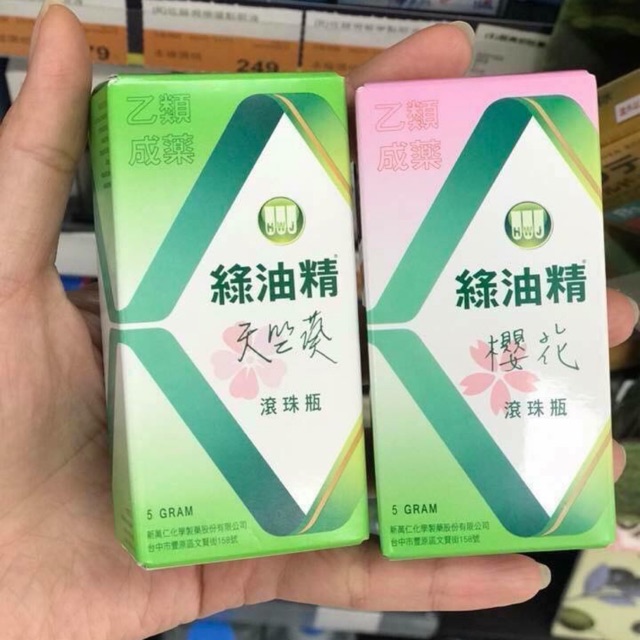 249
乙類
成藥
HWJ
綠油精®
天竺葵
滾珠瓶
5 GRAM
新萬仁化學製藥股份有限公司
台中市豐原區文賢街158號
乙類
成藥
HWJ
綠油精®
櫻花
滾珠瓶
5 GRAM
新萬仁化學製藥股份有限公司
台中市豐原區文賢街158號